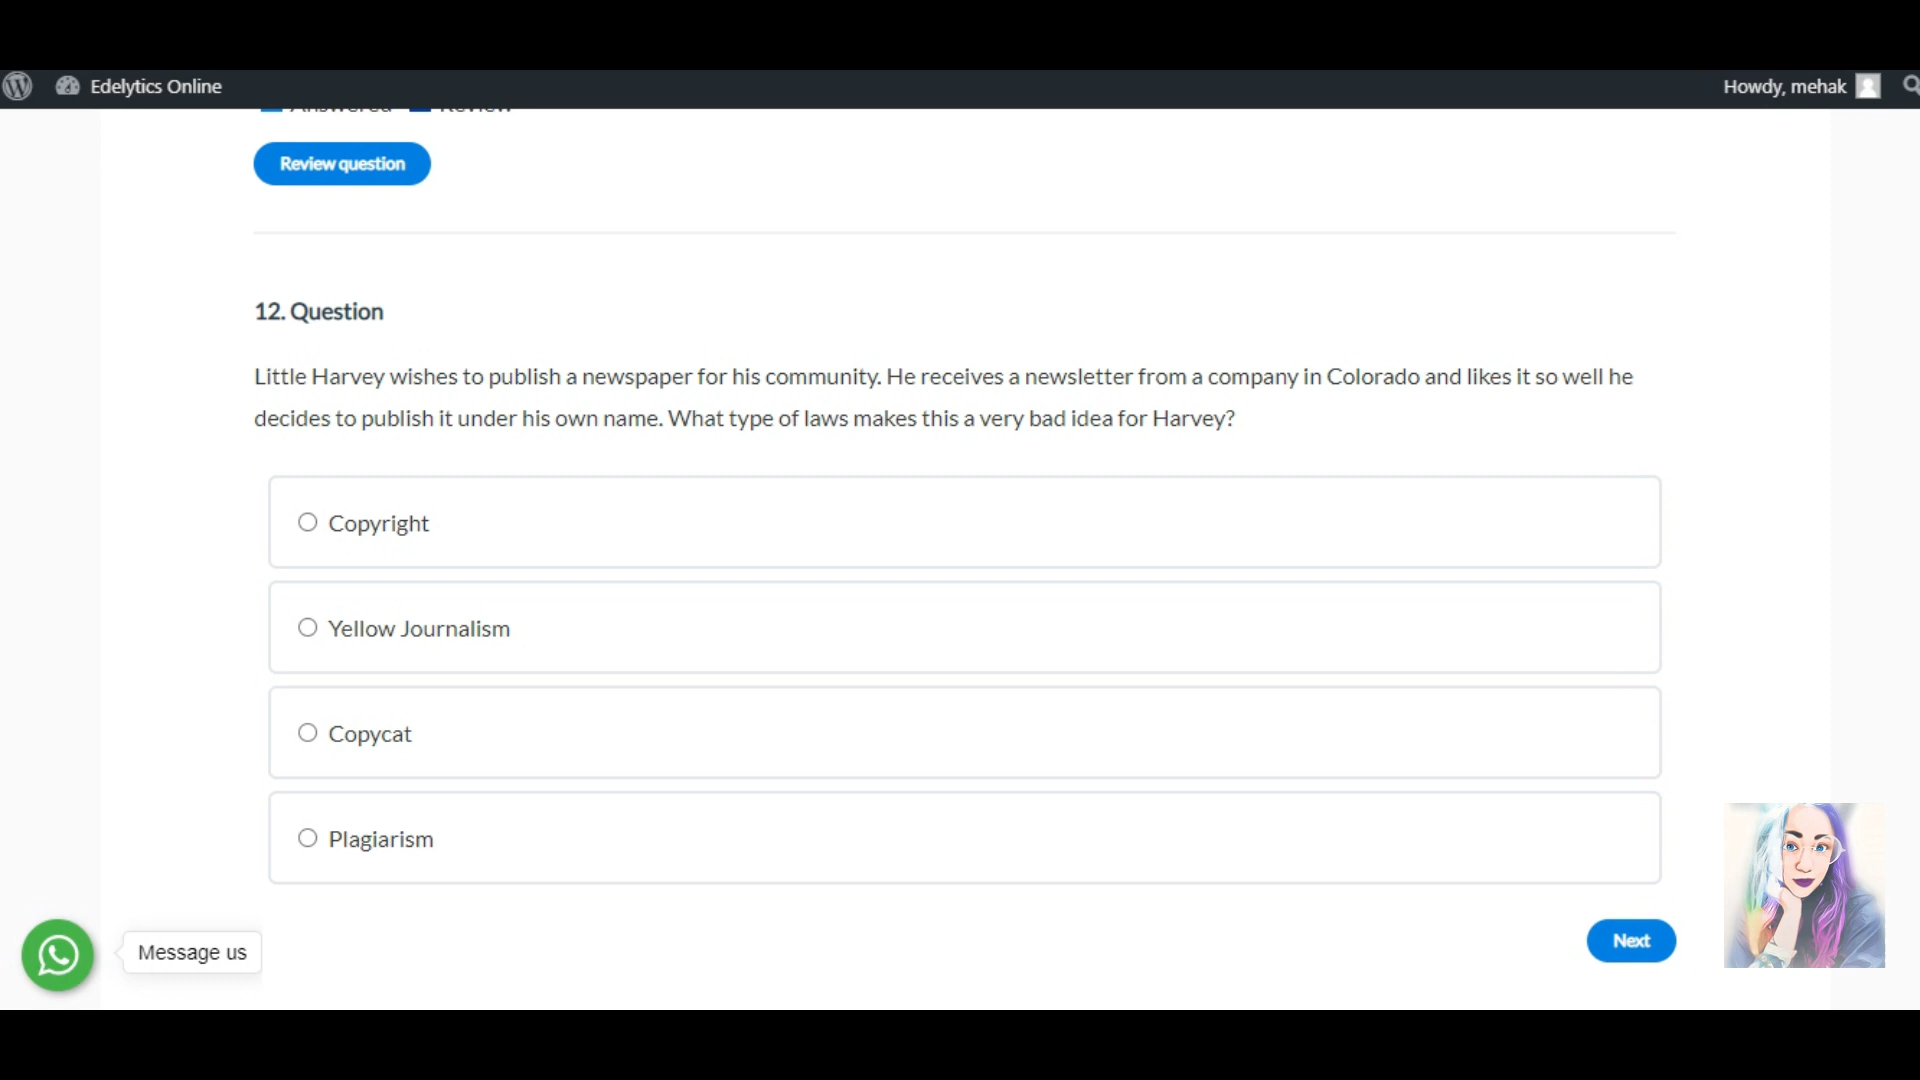 Edelytics Online
Howdy, mehak
Answered Review
Review question
12. Question
Little Harvey wishes to publish a newspaper for his community. He receives a newsletter from a company in Colorado and likes it so well he
decides to publish it under his own name. What type of laws makes this a very bad idea for Harvey?
Copyright
Yellow Journalism
Copycat
Plagiarism
Next
Message us